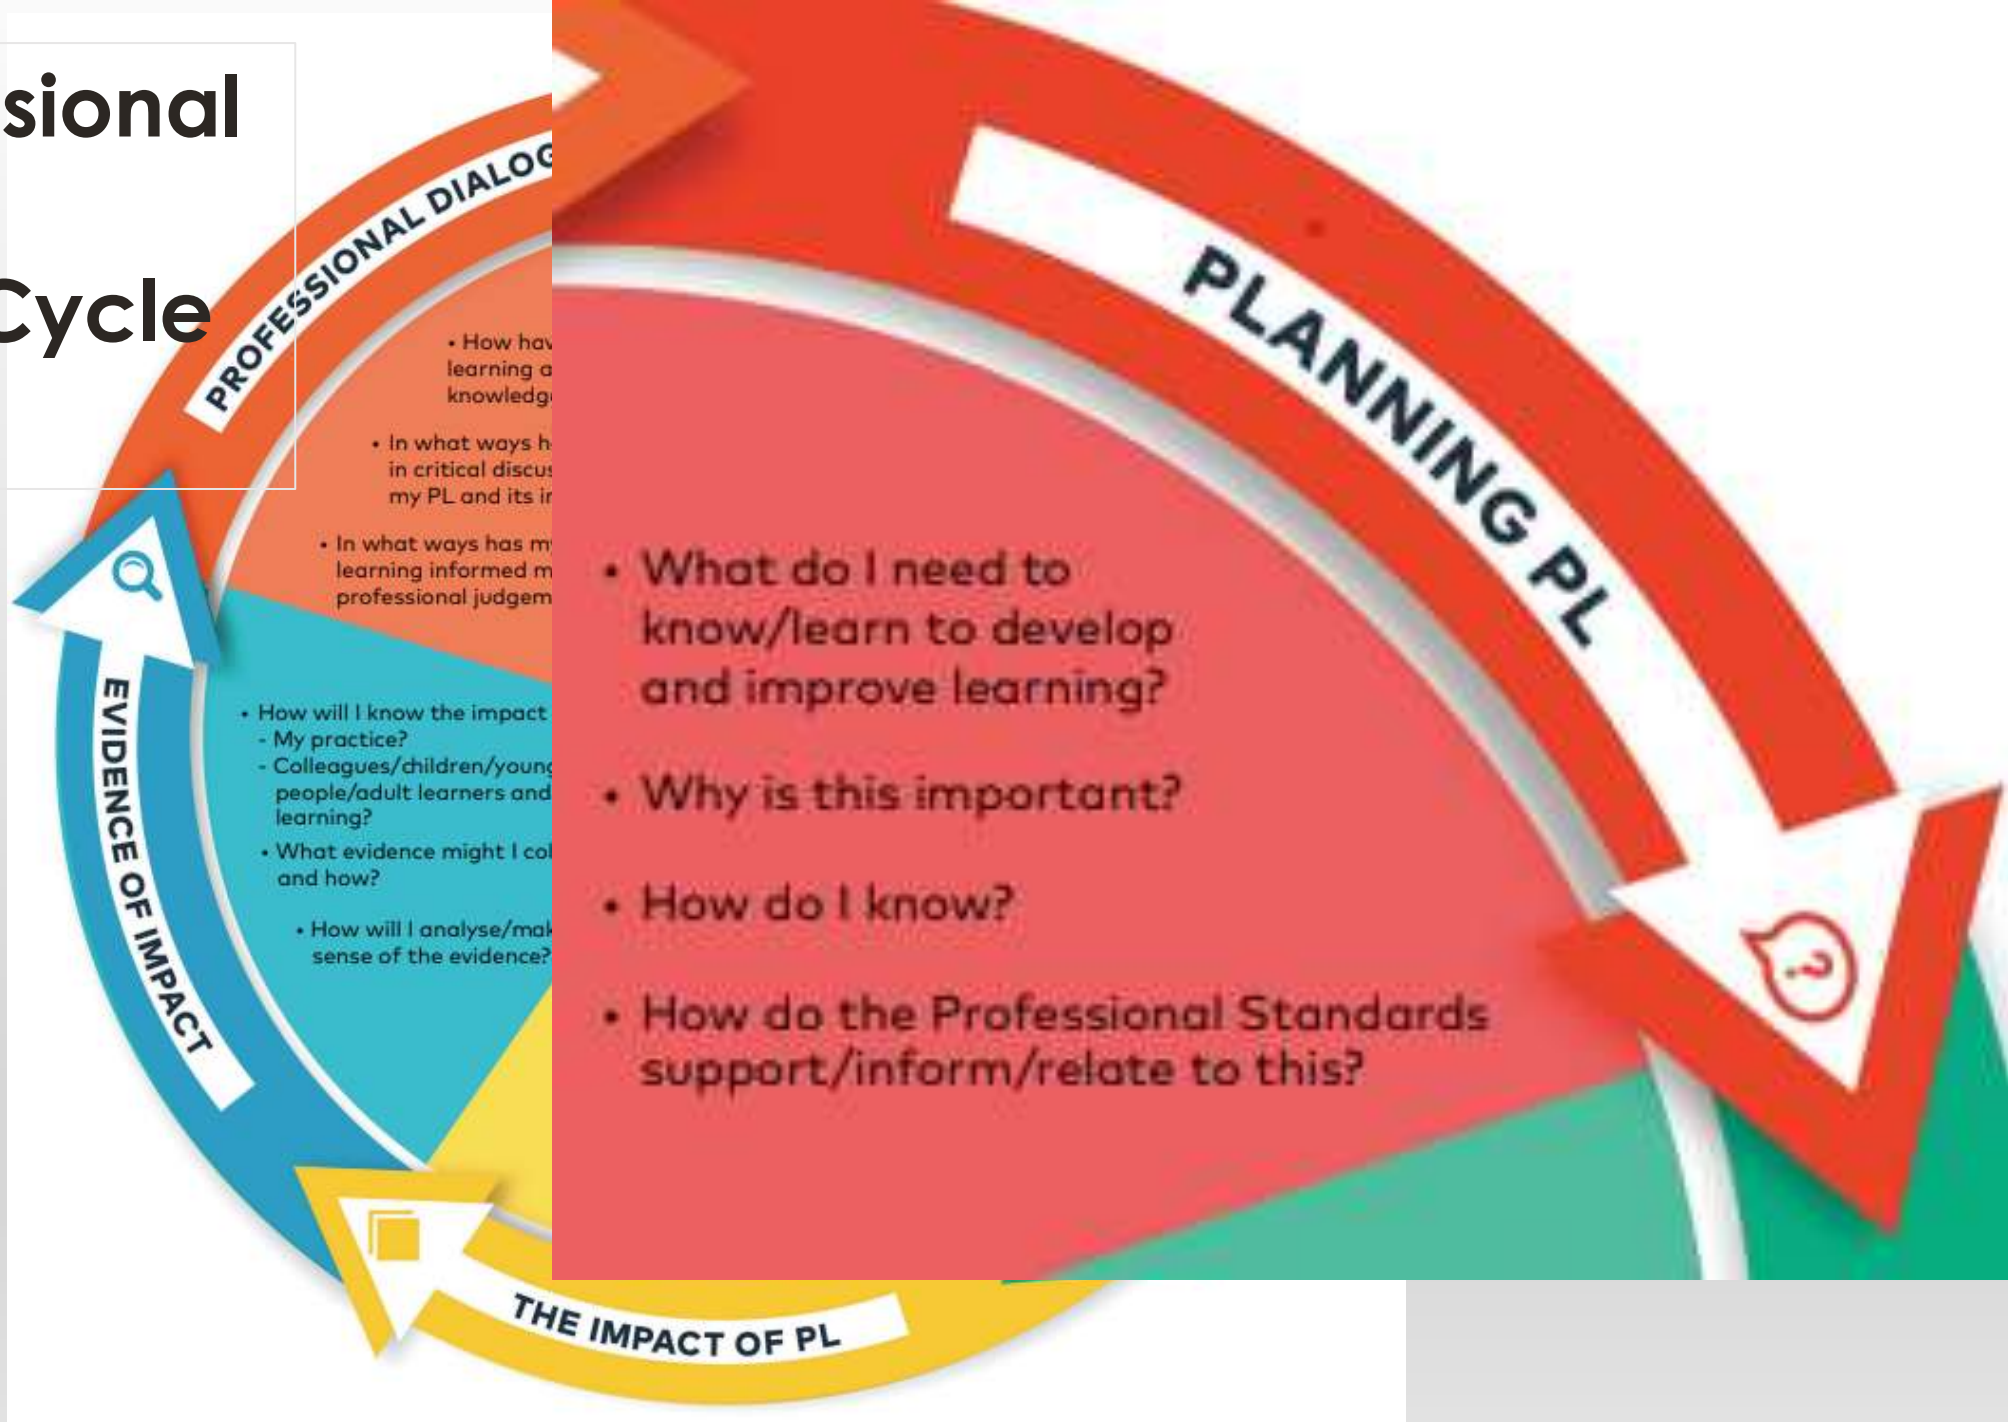 sional
Cycle
PROFESSIONAL DIALOG
• How hav
learning a
knowledg
• In what ways h
in critical discus
my PL and its in
• In what ways has my
learning informed m
professional judgem
EVIDENCE OF IMPACT
• How will I know the impact
- My practice?
- Colleagues/children/young
people/adult learners and
learning?
• What evidence might I col
and how?
• How will I analyse/mak
sense of the evidence?
THE IMPACT OF PL
PLANNING PL
• What do I need to
know/learn to develop
and improve learning?
• Why is this important?
• How do I know?
• How do the Professional Standards
support/inform/relate to this?
?